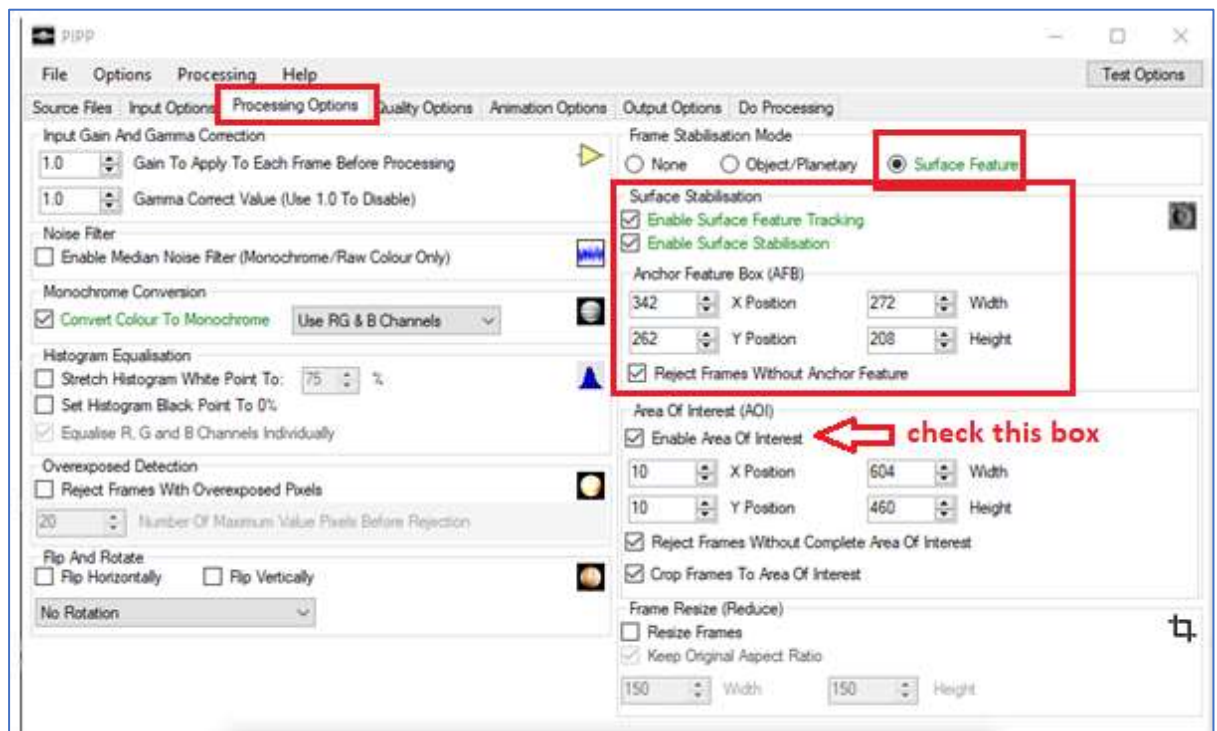 PIPP
File Options Processing Help
Test Options
Source Files Input Options Processing Options Quality Options Animation Options Output Options Do Processing
Input Gain And Gamma Correction
1.0 Gain To Apply To Each Frame Before Processing
1.0 Gamma Correct Value (Use 1.0 To Disable)
Noise Filter
Enable Median Noise Filter (Monochrome/Raw Colour Only)
Monochrome Conversion
Convert Colour To Monochrome Use RG & B Channels
Histogram Equalisation
Stretch Histogram White Point To: 75 %
Set Histogram Black Point To 0%
Equalise R, G and B Channels Individually
Overexposed Detection
Reject Frames With Overexposed Pixels
20 Number Of Maximum Value Pixels Before Rejection
Flip And Rotate
Flip Horizontally Flip Vertically
No Rotation
Frame Stabilisation Mode
None Object/Planetary Surface Feature
Surface Stabilisation
Enable Surface Feature Tracking
Enable Surface Stabilisation
Anchor Feature Box (AFB)
342 X Position 272 Width
262 Y Position 208 Height
Reject Frames Without Anchor Feature
Area Of Interest (AOI)
Enable Area Of Interest check this box
10 X Position 604 Width
10 Y Position 460 Height
Reject Frames Without Complete Area Of Interest
Crop Frames To Area Of Interest
Frame Resize (Reduce)
Resize Frames
Keep Original Aspect Ratio
150 Width 150 Height